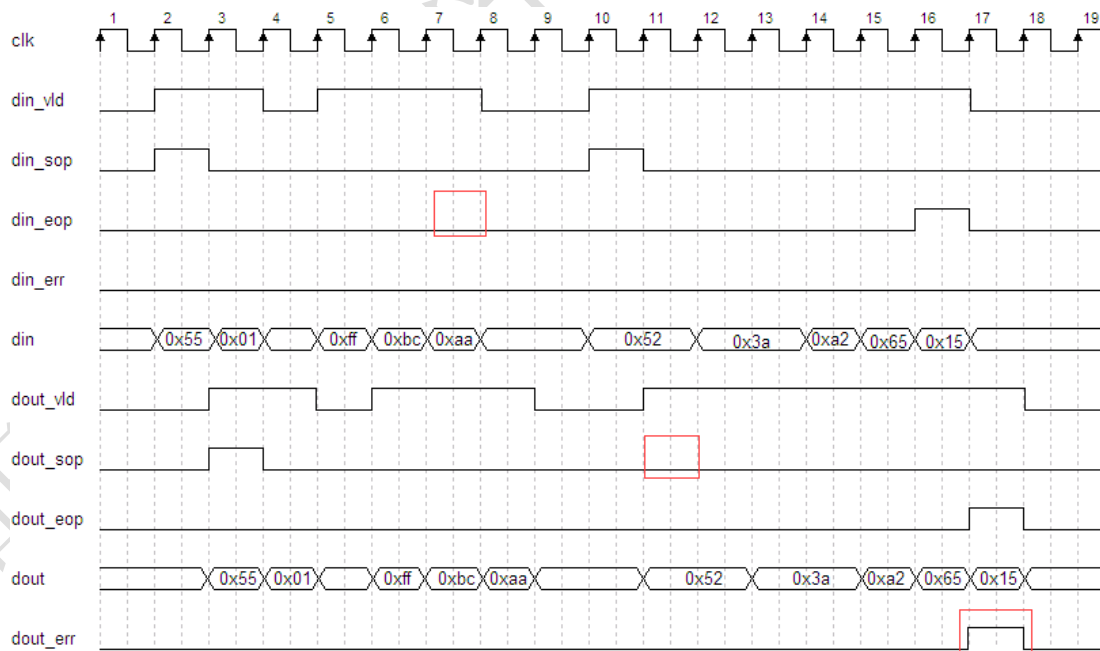 1 2 3 4 5 6 7 8 9 10 11 12 13 14 15 16 17 18 19
clk
din_vld
din_sop
din_eop
din_err
din 0x55 0x01 0xff 0xbc 0xaa 0x52 0x3a 0xa2 0x65 0x15
dout_vld
dout_sop
dout_eop
dout 0x55 0x01 0xff 0xbc 0xaa 0x52 0x3a 0xa2 0x65 0x15
dout_err